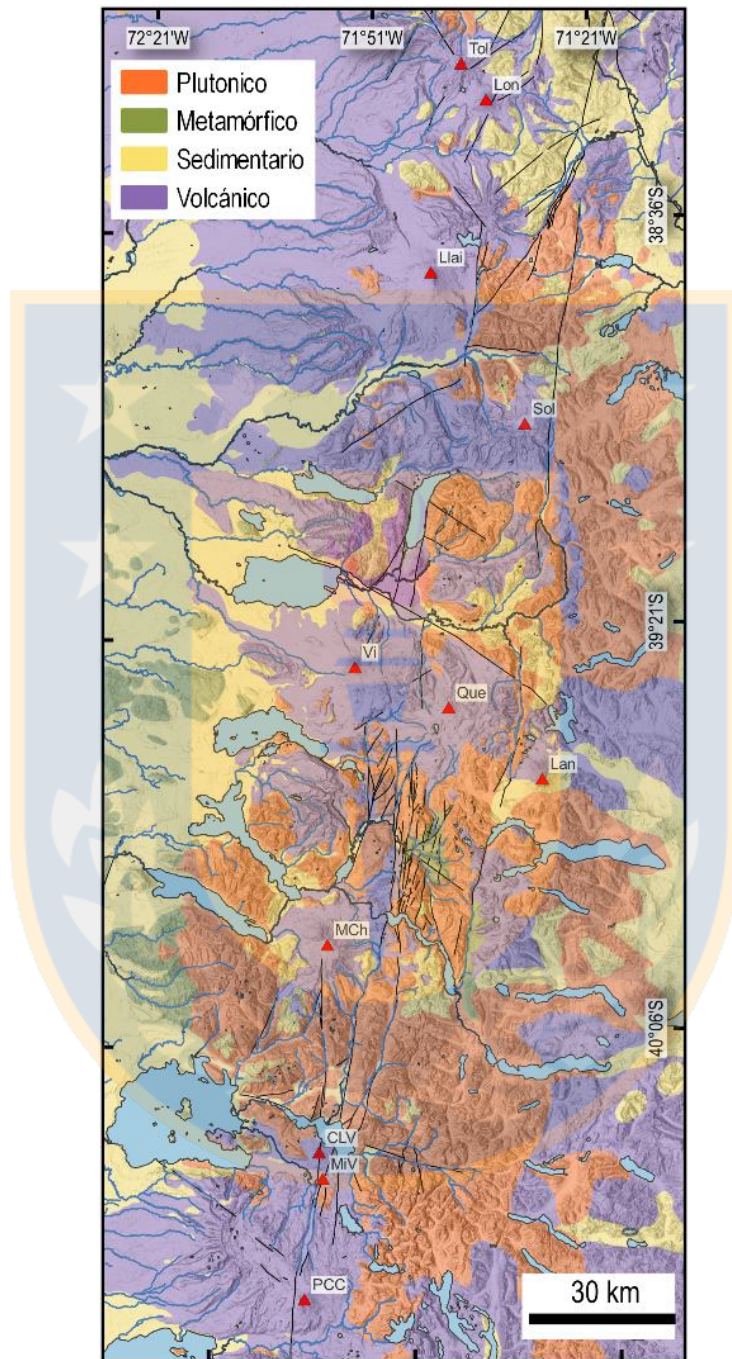 72°21'W
71°51'W
71°21'W
Tol
Lon
Plutonico
Metamórfico
Sedimentario
Volcánico
38°36'S
Llai
Sol
39°21'S
Vi
Que
Lan
MCh
40°06'S
CLV
MiV
PCC
30 km